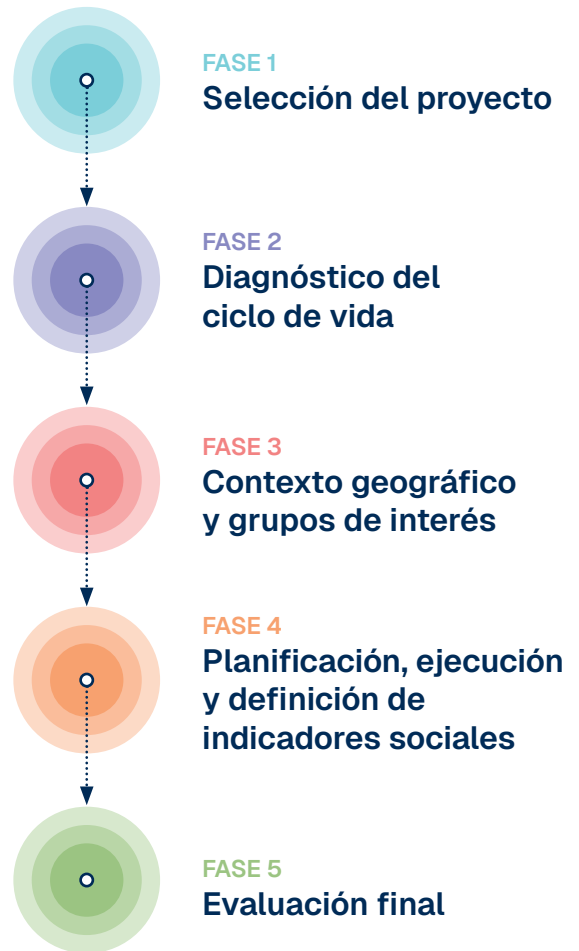 FASE 1
Selección del proyecto
FASE 2
Diagnóstico del
ciclo de vida
FASE 3
Contexto geográfico
y grupos de interés
FASE 4
Planificación, ejecución
y definición de
indicadores sociales
FASE 5
Evaluación final